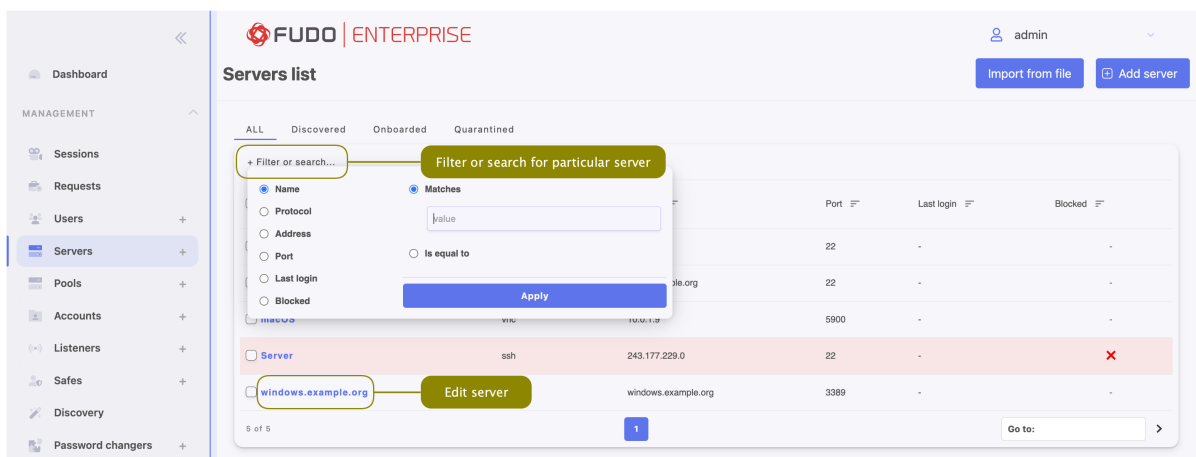 FUDO ENTERPRISE
admin
Dashboard
Servers list
Import from file
Add server
MANAGEMENT
ALL Discovered Onboarded Quarantined
Sessions
+ Filter or search...
Filter or search for particular server
Requests
Name
Matches
Protocol
value
Port
Last login
Blocked
Users +
Address
Servers +
Port
Is equal to
22 - -
Last login
Pools +
ple.org 22 - -
Blocked
Apply
Accounts +
macOS vnc 10.0.1.9 5900 - -
Listeners +
Server ssh 243.177.229.0 22 -
Safes +
windows.example.org
Edit server
windows.example.org 3389 - -
Discovery
5 of 5
1
Go to:
Password changers +